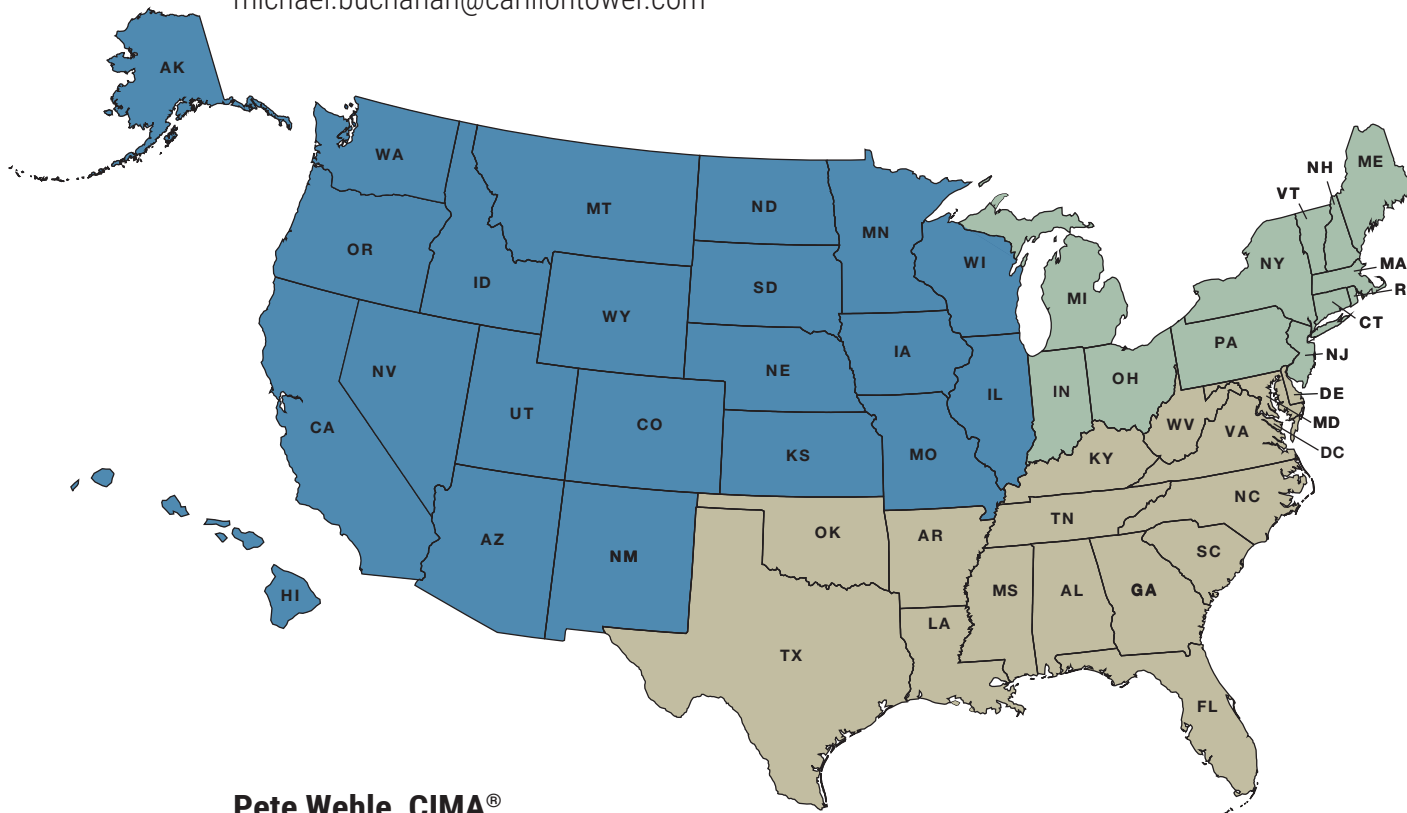 michael.buchanan@carillontower.com
AK
ME
NH
WA
VT
MT
ND
MN
OR
WI
NY
MA
ID
SD
MI
R
WY
CT
PA
IA
NJ
NV
NE
OH
UT
IN
IL
DE
CA
CO
WV
MD
VA
KS
MO
KY
DC
NC
TN
AZ
OK
AR
SC
NM
HI
MS
AL
GA
LA
TX
FL
Pete Wehle, CIMA®